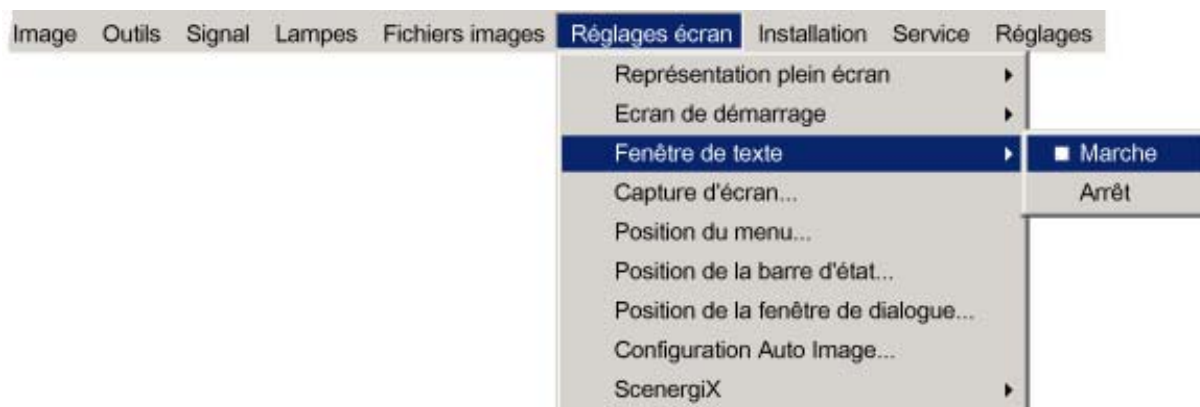 Image Outils Signal Lampes Fichiers images Réglages écran Installation Service Réglages
Représentation plein écran
Ecran de démarrage
Fenêtre de texte Marche
Capture d'écran... Arrêt
Position du menu...
Position de la barre d'état...
Position de la fenêtre de dialogue...
Configuration Auto Image...
ScenergiX